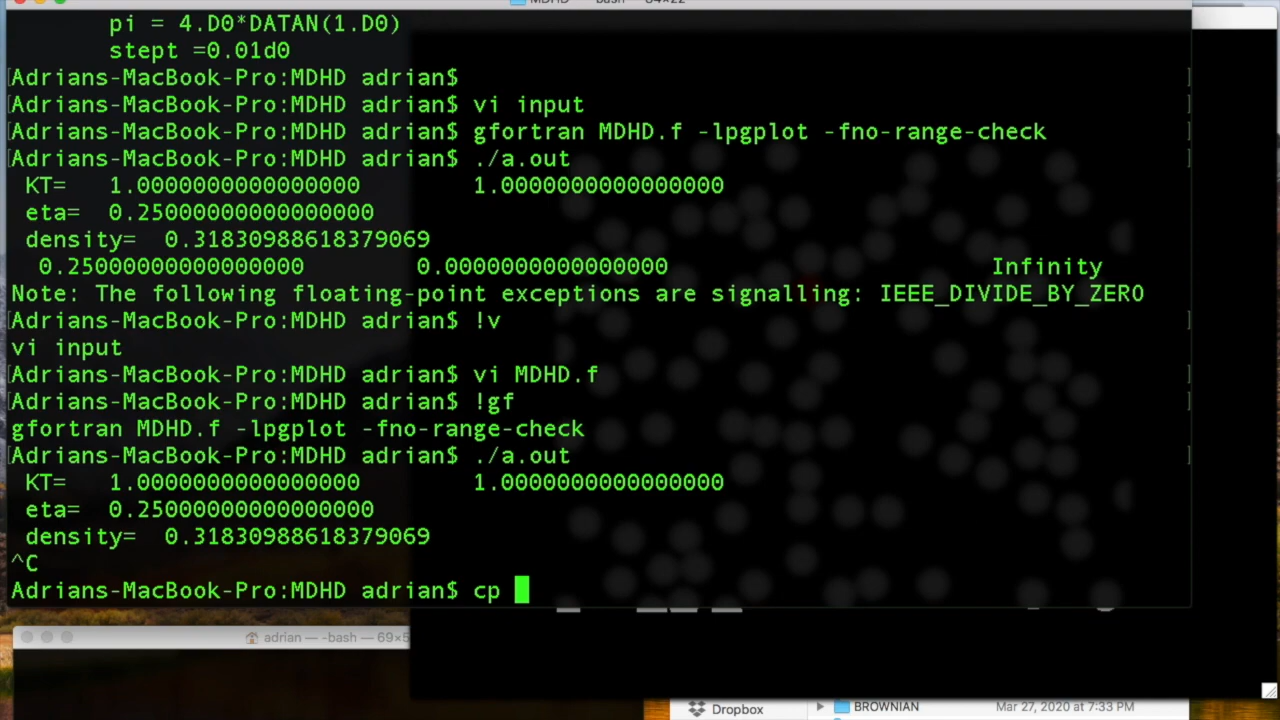 MDHD — -bash — 84×22
pi = 4.D0*DATAN(1.D0)
stept =0.01d0
[Adrians-MacBook-Pro:MDHD adrian$ ]
[Adrians-MacBook-Pro:MDHD adrian$ vi input ]
[Adrians-MacBook-Pro:MDHD adrian$ gfortran MDHD.f -lpgplot -fno-range-check ]
[Adrians-MacBook-Pro:MDHD adrian$ ./a.out ]
KT= 1.0000000000000000 1.0000000000000000
eta= 0.25000000000000000
density= 0.31830988618379069
0.25000000000000000 0.0000000000000000 Infinity
Note: The following floating-point exceptions are signalling: IEEE_DIVIDE_BY_ZERO
[Adrians-MacBook-Pro:MDHD adrian$ !v ]
vi input
[Adrians-MacBook-Pro:MDHD adrian$ vi MDHD.f ]
[Adrians-MacBook-Pro:MDHD adrian$ !gf ]
gfortran MDHD.f -lpgplot -fno-range-check
[Adrians-MacBook-Pro:MDHD adrian$ ./a.out ]
KT= 1.0000000000000000 1.0000000000000000
eta= 0.25000000000000000
density= 0.31830988618379069
^C
Adrians-MacBook-Pro:MDHD adrian$ cp
adrian — -bash — 69×5
Dropbox
BROWNIAN
Mar 27, 2020 at 7:33 PM